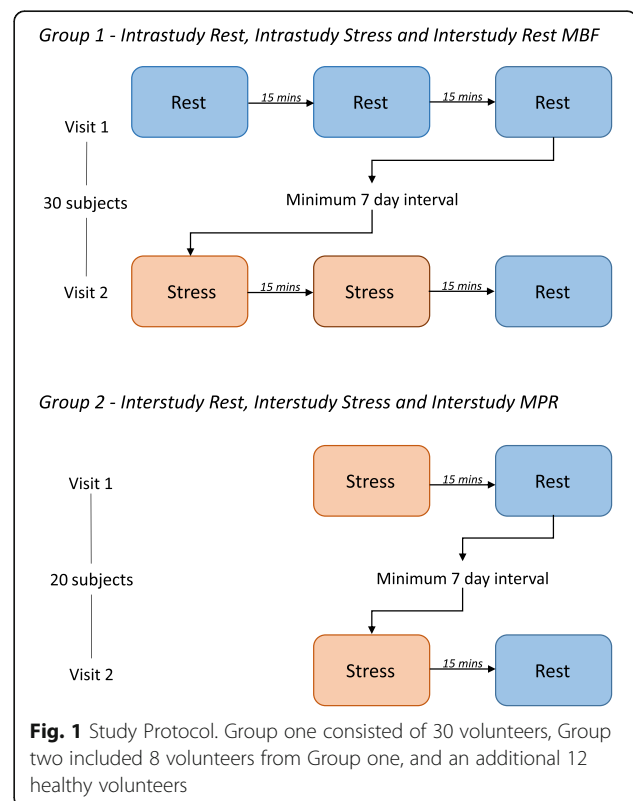 Group 1 - Intrastudy Rest, Intrastudy Stress and Interstudy Rest MBF
Rest 15 mins Rest 15 mins Rest
Visit 1
30 subjects
Minimum 7 day interval
Visit 2
Stress 15 mins Stress 15 mins Rest
Group 2 - Interstudy Rest, Interstudy Stress and Interstudy MPR
Visit 1
Stress 15 mins Rest
20 subjects
Minimum 7 day interval
Visit 2
Stress 15 mins Rest
Fig. 1 Study Protocol. Group one consisted of 30 volunteers, Group
two included 8 volunteers from Group one, and an additional 12
healthy volunteers